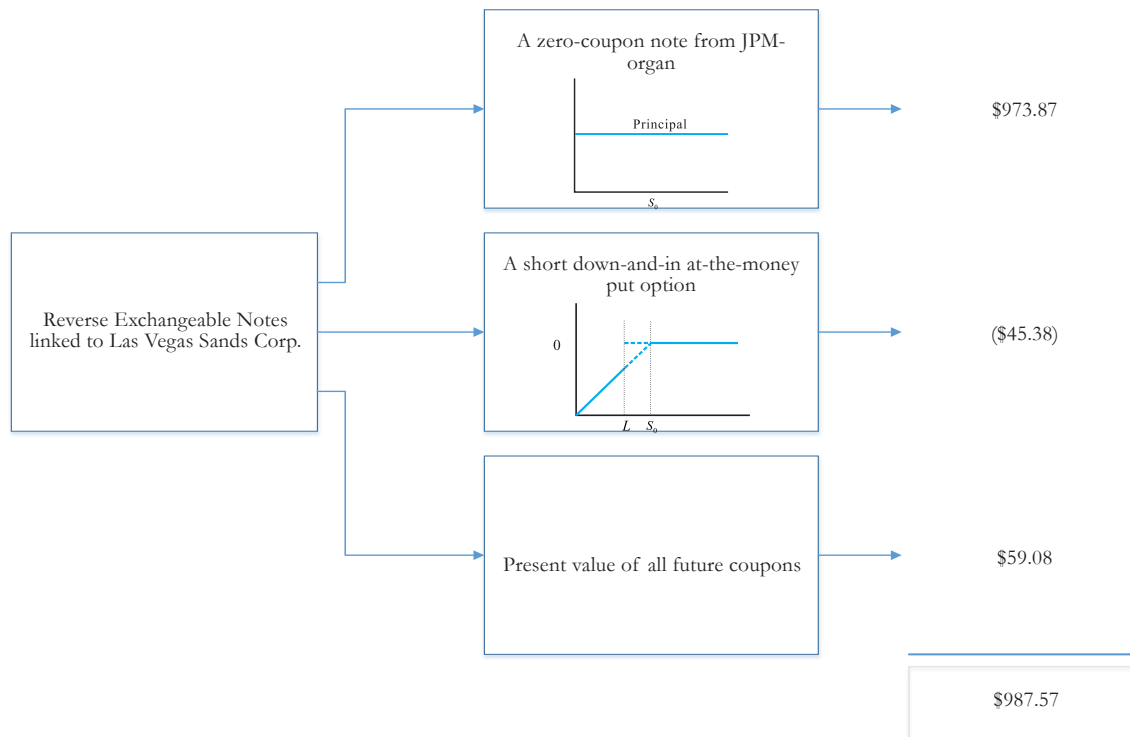 A zero-coupon note from JPM-
organ
Principal
S₀
$973.87
Reverse Exchangeable Notes
linked to Las Vegas Sands Corp.
A short down-and-in at-the-money
put option
0
L S₀
($45.38)
Present value of all future coupons
$59.08
$987.57